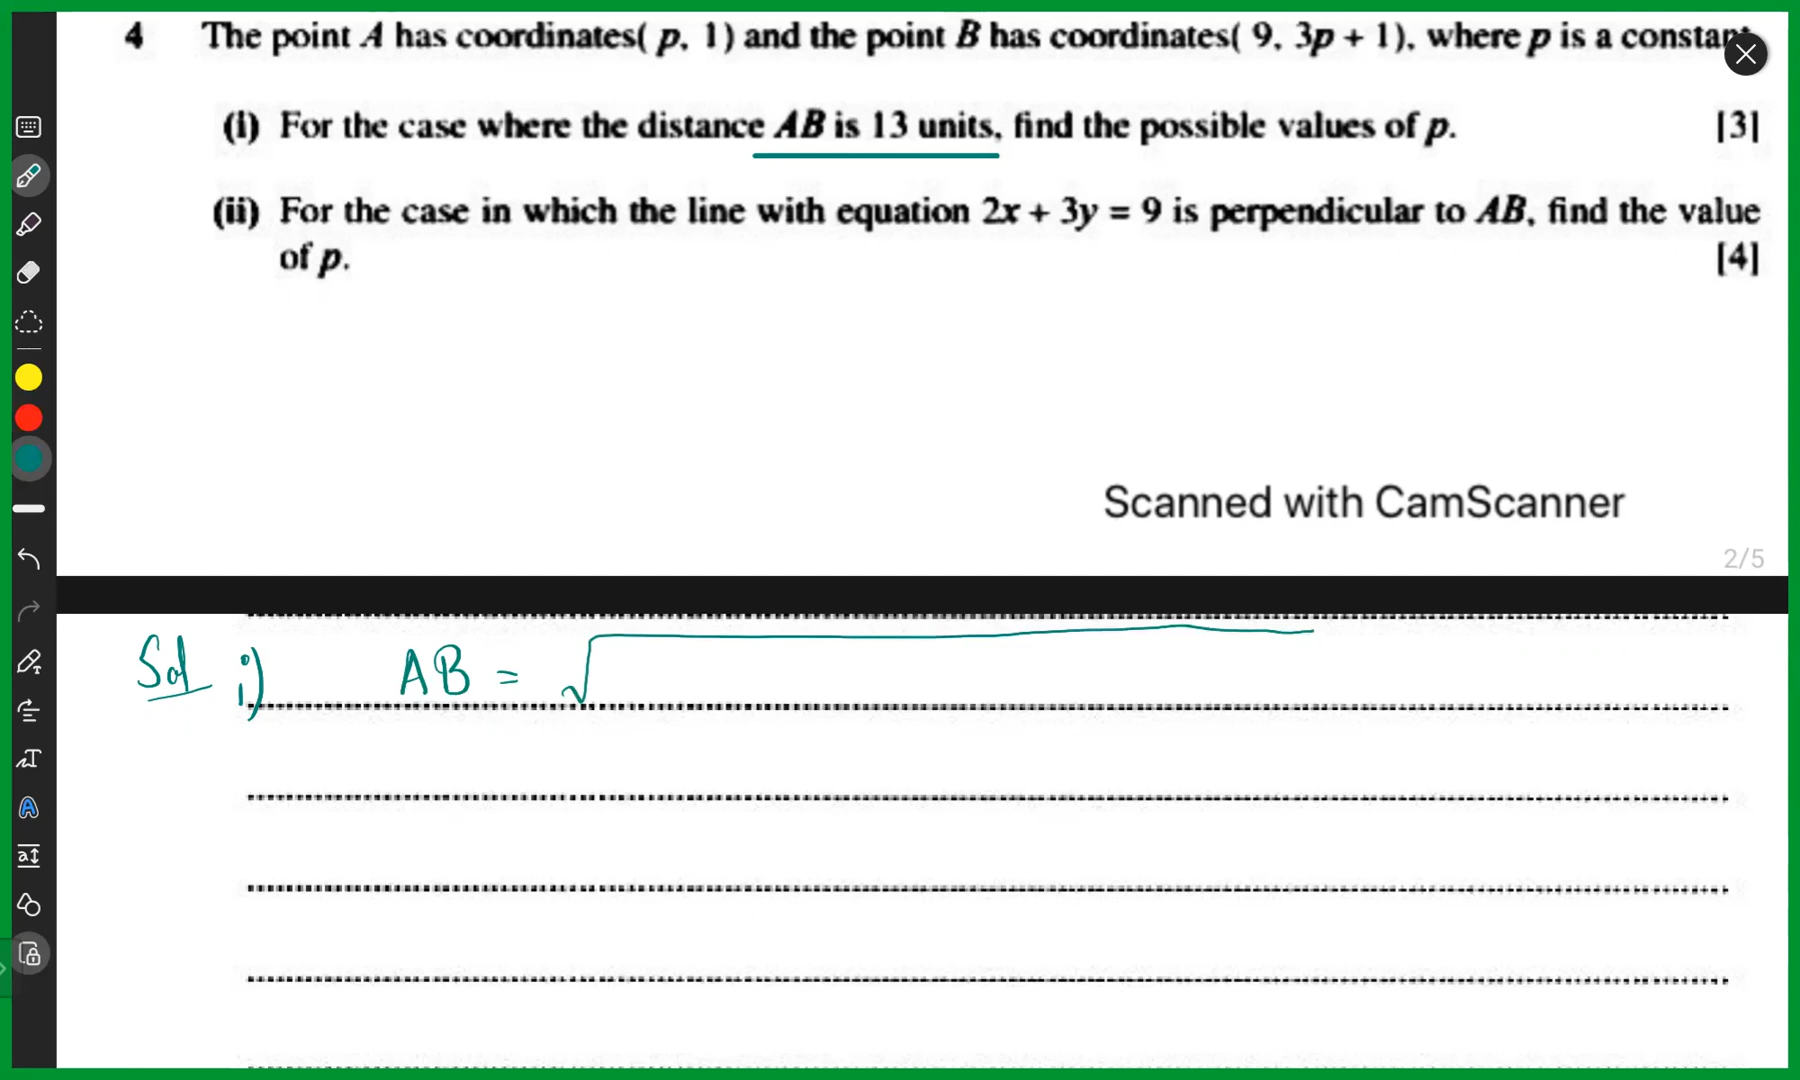 4 The point A has coordinates( p, 1) and the point B has coordinates( 9, 3p + 1), where p is a constant
(i) For the case where the distance AB is 13 units, find the possible values of p. [3]
(ii) For the case in which the line with equation 2x + 3y = 9 is perpendicular to AB, find the value
of p. [4]
Scanned with CamScanner
2/5
Sol i) AB = √